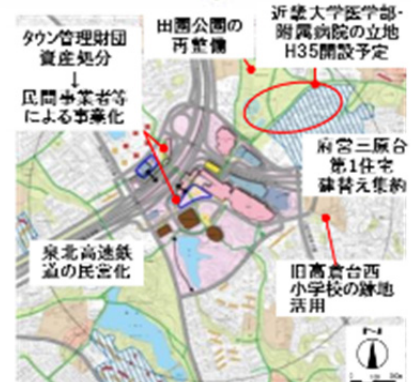 タウン管理財団
資産処分
↓
民間事業者等
による事業化
田園公園の
再整備
近畿大学医学部・
附属病院の立地
H35開設予定
府営三原台
第1住宅
建替え集約
泉北高速鉄
道の民営化
旧高倉台西
小学校の跡地
活用